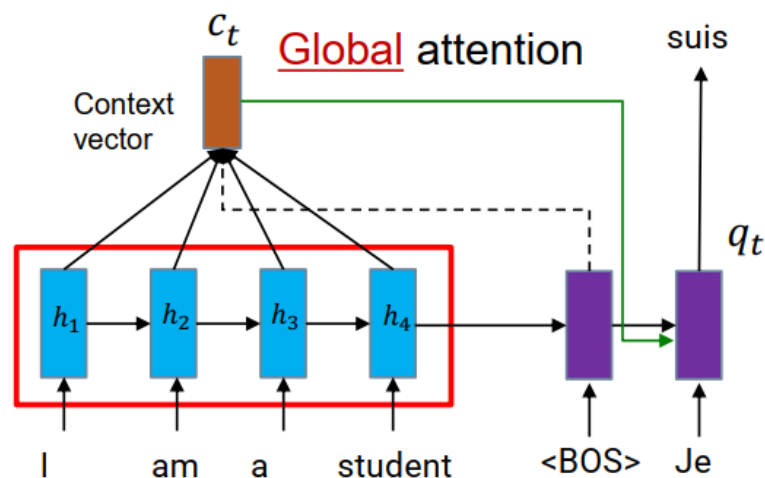 c_t
Global attention
suis
Context
vector
q_t
h_1
h_2
h_3
h_4
I
am
a
student
<BOS>
Je